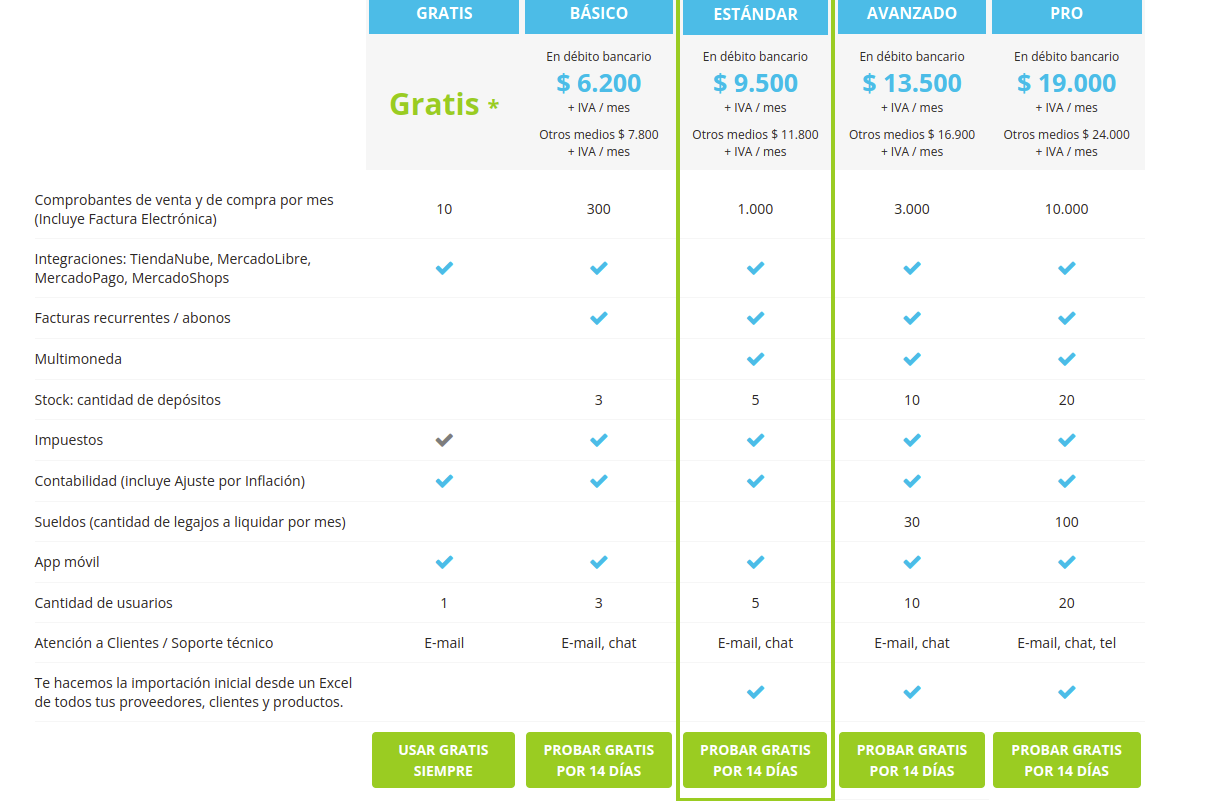 GRATIS BÁSICO ESTÁNDAR AVANZADO PRO
En débito bancario En débito bancario En débito bancario En débito bancario
Gratis * $ 6.200 $ 9.500 $ 13.500 $ 19.000
+ IVA / mes + IVA / mes + IVA / mes + IVA / mes
Otros medios $ 7.800 Otros medios $ 11.800 Otros medios $ 16.900 Otros medios $ 24.000
+ IVA / mes + IVA / mes + IVA / mes + IVA / mes
Comprobantes de venta y de compra por mes
(Incluye Factura Electrónica) 10 300 1.000 3.000 10.000
Integraciones: TiendaNube, MercadoLibre,
MercadoPago, MercadoShops
Facturas recurrentes / abonos
Multimoneda
Stock: cantidad de depósitos 3 5 10 20
Impuestos
Contabilidad (incluye Ajuste por Inflación)
Sueldos (cantidad de legajos a liquidar por mes) 30 100
App móvil
Cantidad de usuarios 1 3 5 10 20
Atención a Clientes / Soporte técnico E-mail E-mail, chat E-mail, chat E-mail, chat E-mail, chat, tel
Te hacemos la importación inicial desde un Excel
de todos tus proveedores, clientes y productos.
USAR GRATIS PROBAR GRATIS PROBAR GRATIS PROBAR GRATIS PROBAR GRATIS
SIEMPRE POR 14 DÍAS POR 14 DÍAS POR 14 DÍAS POR 14 DÍAS